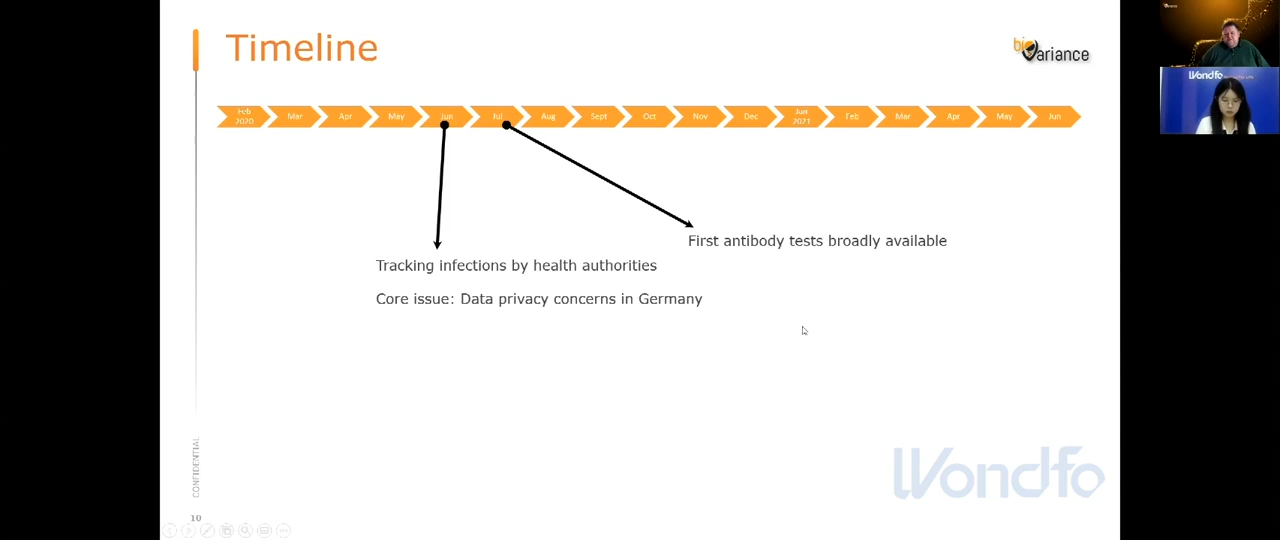 Timeline
biovariance
Feb
2020
Mar
Apr
May
Jun
Jul
Aug
Sept
Oct
Nov
Dec
Jan
2021
Feb
Mar
Apr
May
Jun
First antibody tests broadly available
Tracking infections by health authorities
Core issue: Data privacy concerns in Germany
CONFIDENTIAL
Wondfo
10
Wondfo